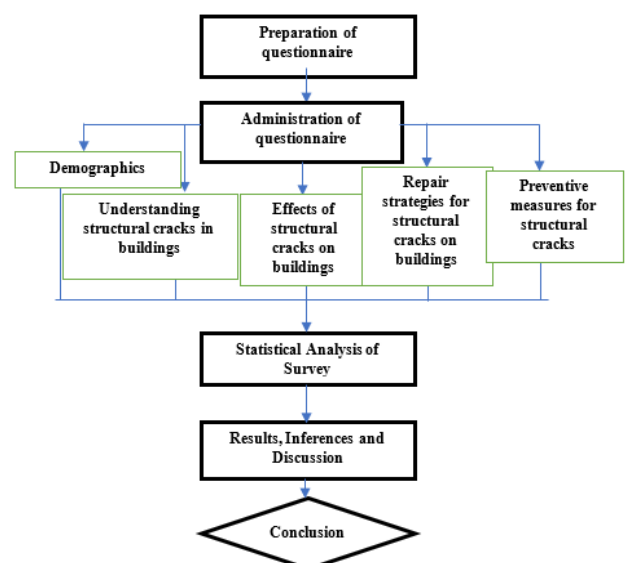 Preparation of
questionnaire
Administration of
questionnaire
Demographics
Understanding
structural cracks in
buildings
Effects of
structural
cracks on
buildings
Repair
strategies for
structural
cracks on
buildings
Preventive
measures for
structural
cracks
Statistical Analysis of
Survey
Results, Inferences and
Discussion
Conclusion